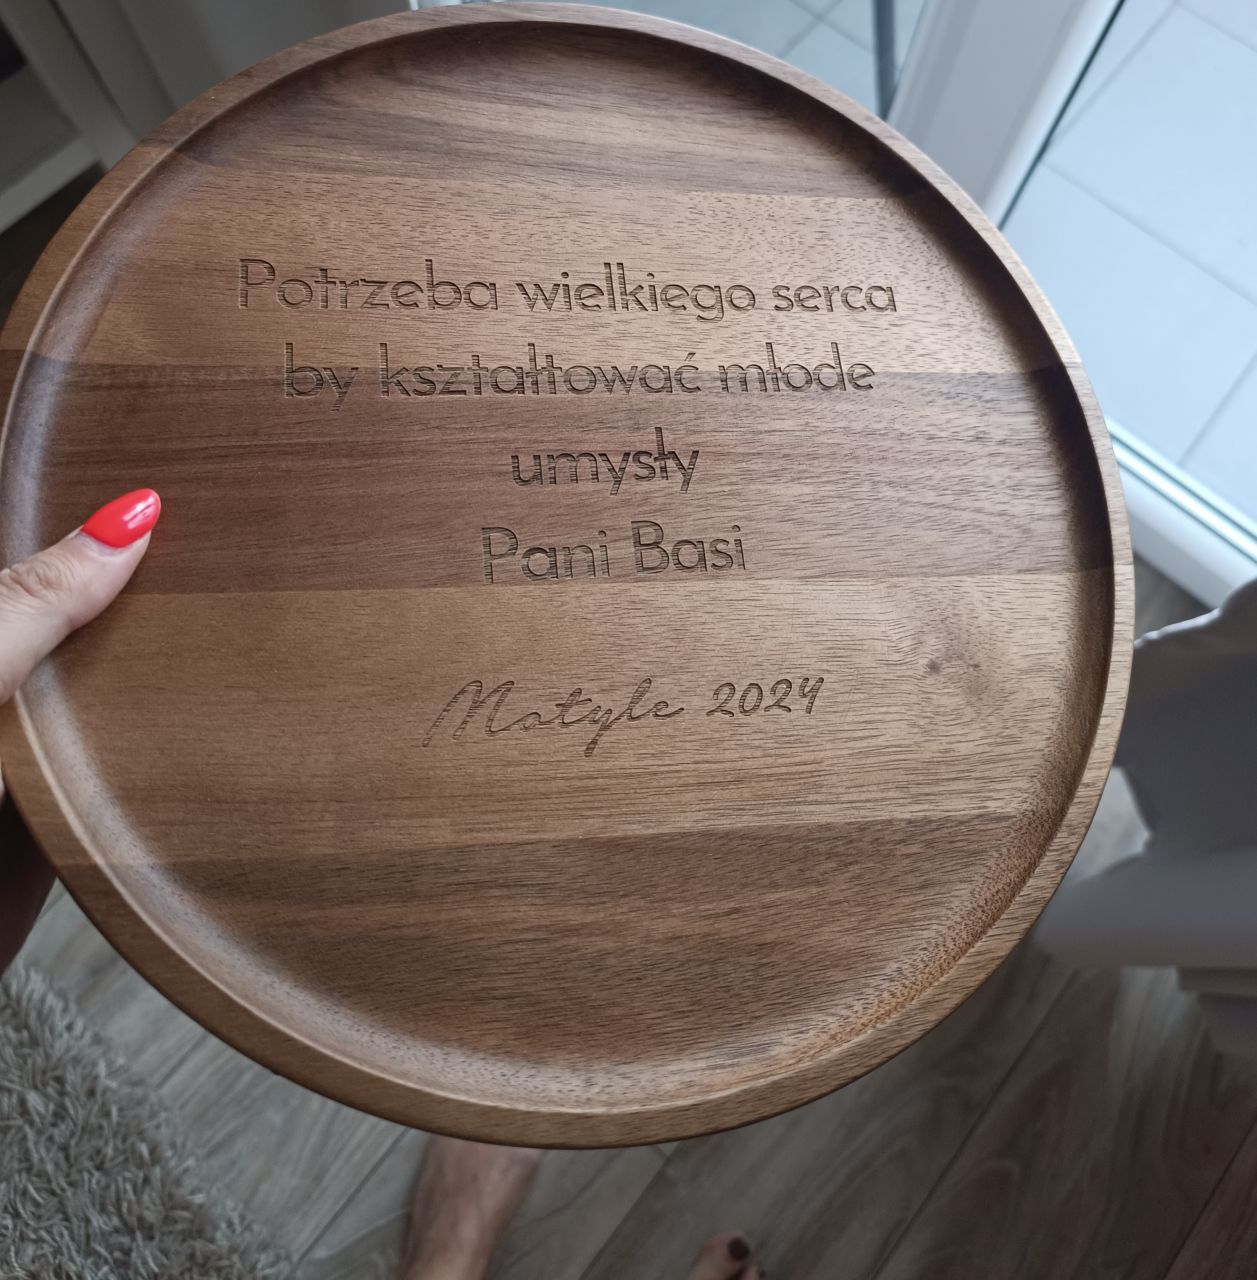 Potrzeba wielkiego serca
by kształtować młode
umysły
Pani Basi
Motyle 2024